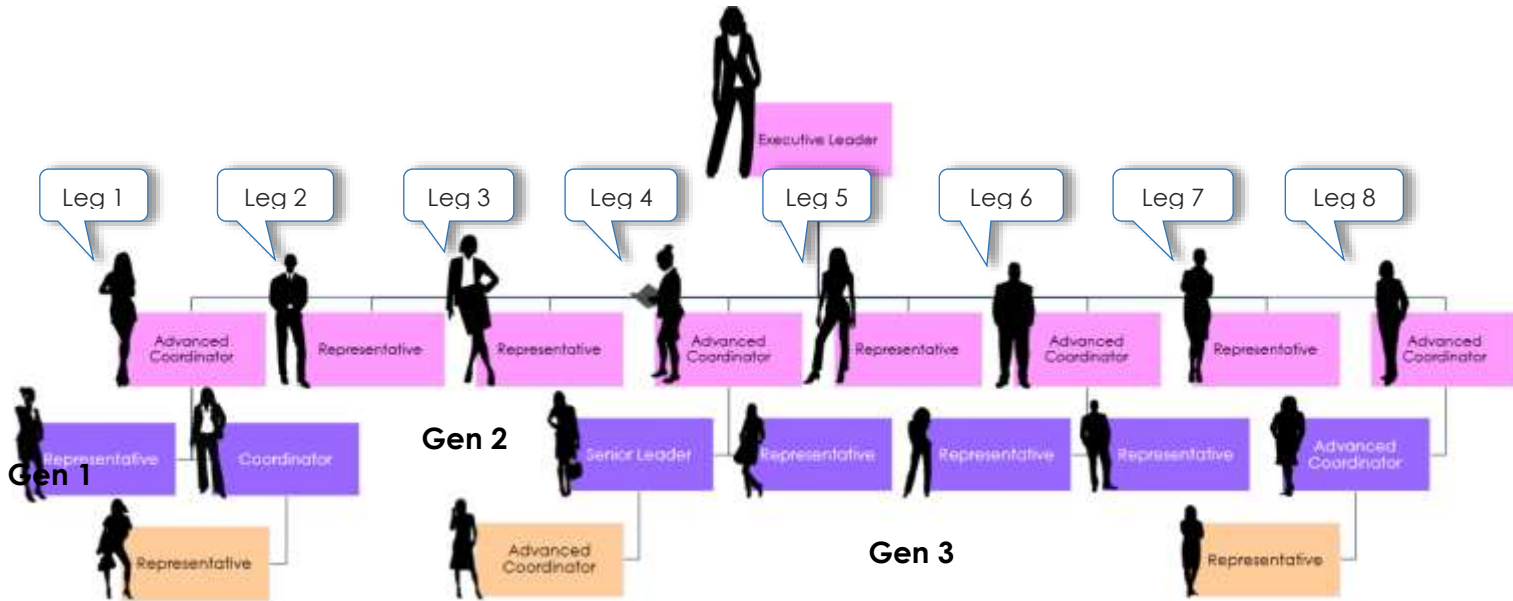 Executive Leader
Leg 1
Leg 2
Leg 3
Leg 4
Leg 5
Leg 6
Leg 7
Leg 8
Advanced
Coordinator
Representative
Representative
Advanced
Coordinator
Representative
Advanced
Coordinator
Representative
Advanced
Coordinator
Gen 1
Representative
Coordinator
Gen 2
Senior Leader
Representative
Representative
Representative
Advanced
Coordinator
Representative
Advanced
Coordinator
Gen 3
Representative